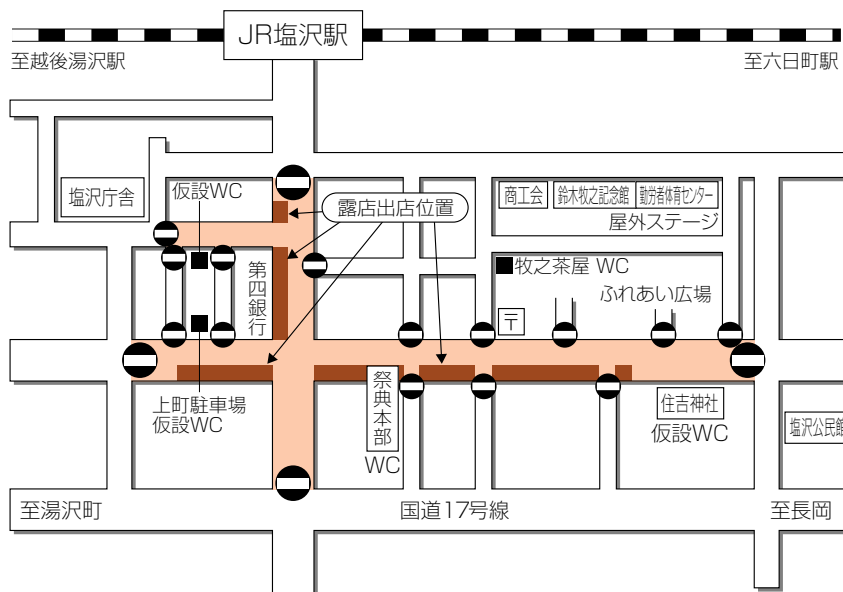 JR塩沢駅
至越後湯沢駅
至六日町駅
塩沢庁舎
仮設WC
露店出店位置
商工会
鈴木牧之記念館
勤労者体育センター
屋外ステージ
第四銀行
牧之茶屋 WC
ふれあい広場
〒
上町駐車場
仮設WC
祭典本部
WC
住吉神社
仮設WC
塩沢公民館
至湯沢町
国道17号線
至長岡